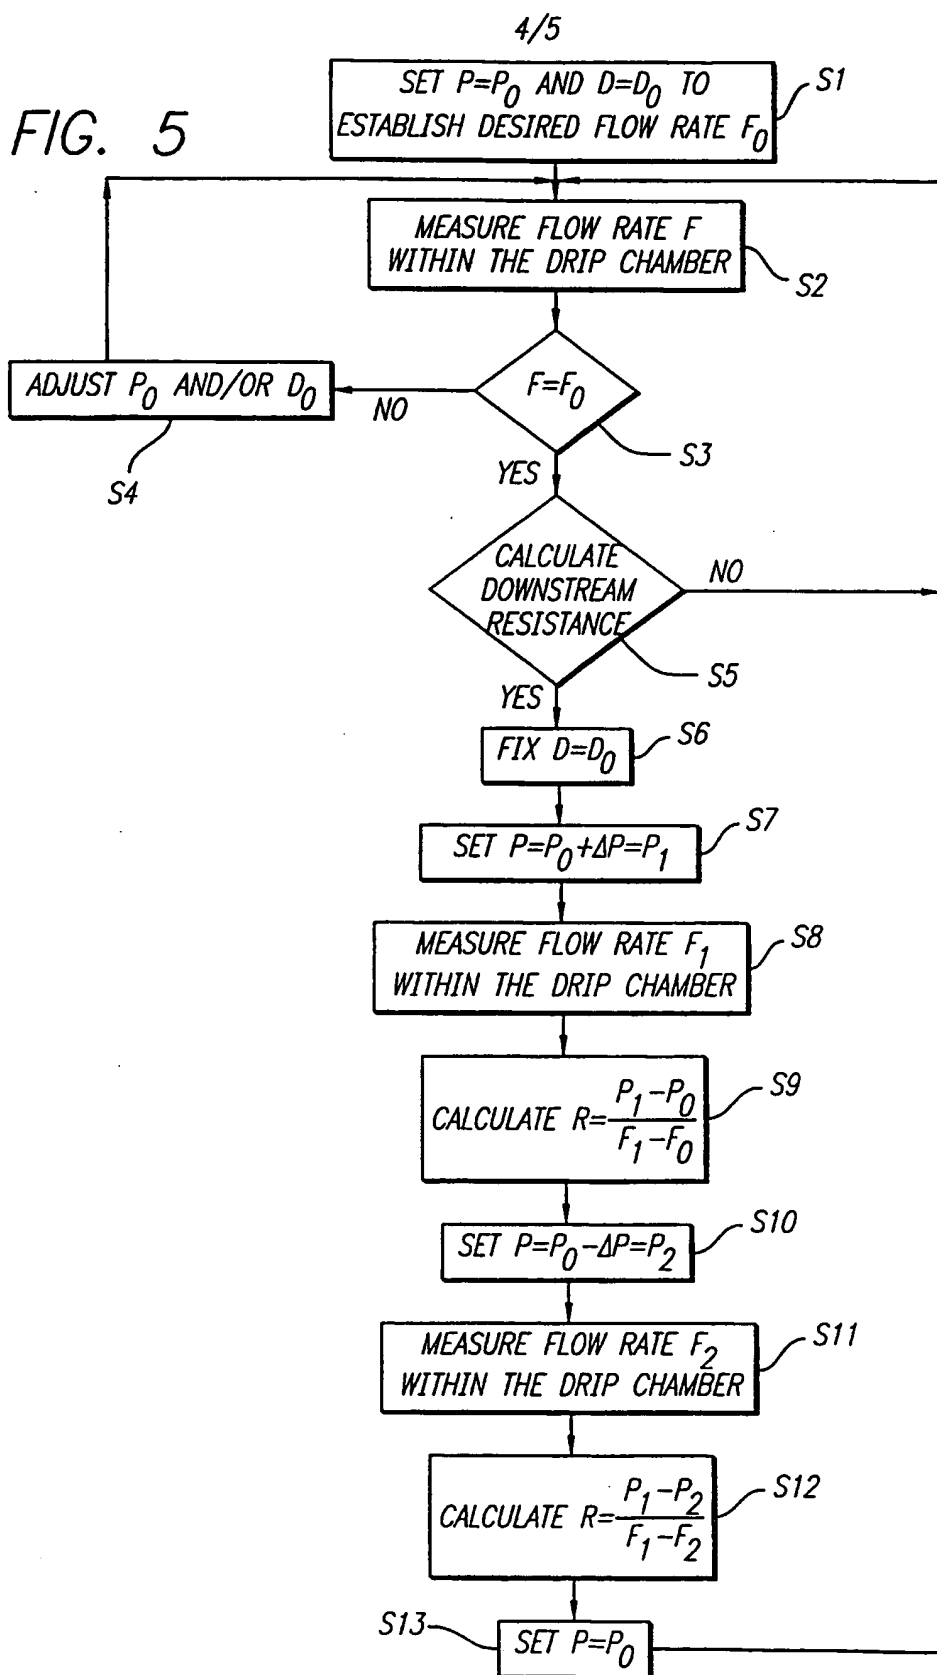 4/5
FIG. 5
SET P=P₀ AND D=D₀ TO
ESTABLISH DESIRED FLOW RATE F₀
S1
MEASURE FLOW RATE F
WITHIN THE DRIP CHAMBER
S2
F=F₀
S3
NO
ADJUST P₀ AND/OR D₀
S4
YES
CALCULATE
DOWNSTREAM
RESISTANCE
NO
S5
YES
FIX D=D₀
S6
SET P=P₀+ΔP=P₁
S7
MEASURE FLOW RATE F₁
WITHIN THE DRIP CHAMBER
S8
CALCULATE R=(P₁-P₀)/(F₁-F₀)
S9
SET P=P₀-ΔP=P₂
S10
MEASURE FLOW RATE F₂
WITHIN THE DRIP CHAMBER
S11
CALCULATE R=(P₁-P₂)/(F₁-F₂)
S12
S13
SET P=P₀